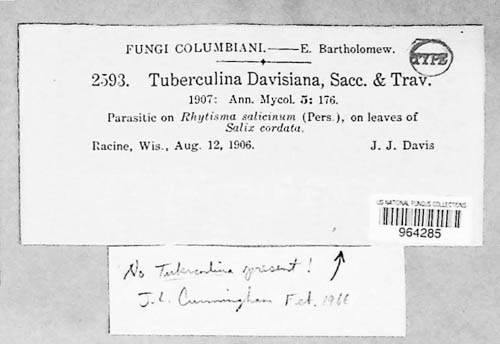 FUNGI COLUMBIANI.——E. Bartholomew.
TYPE
2593. Tuberculina Davisiana, Sacc. & Trav.
1907: Ann. Mycol. 5: 176.
Parasitic on Rhytisma salicinum (Pers.), on leaves of
Salix cordata.
Racine, Wis., Aug. 12, 1906. J. J. Davis
US NATIONAL FUNGUS COLLECTIONS
964285
No Tuberculina present! ↑
J. L. Cunningham Feb. 1966